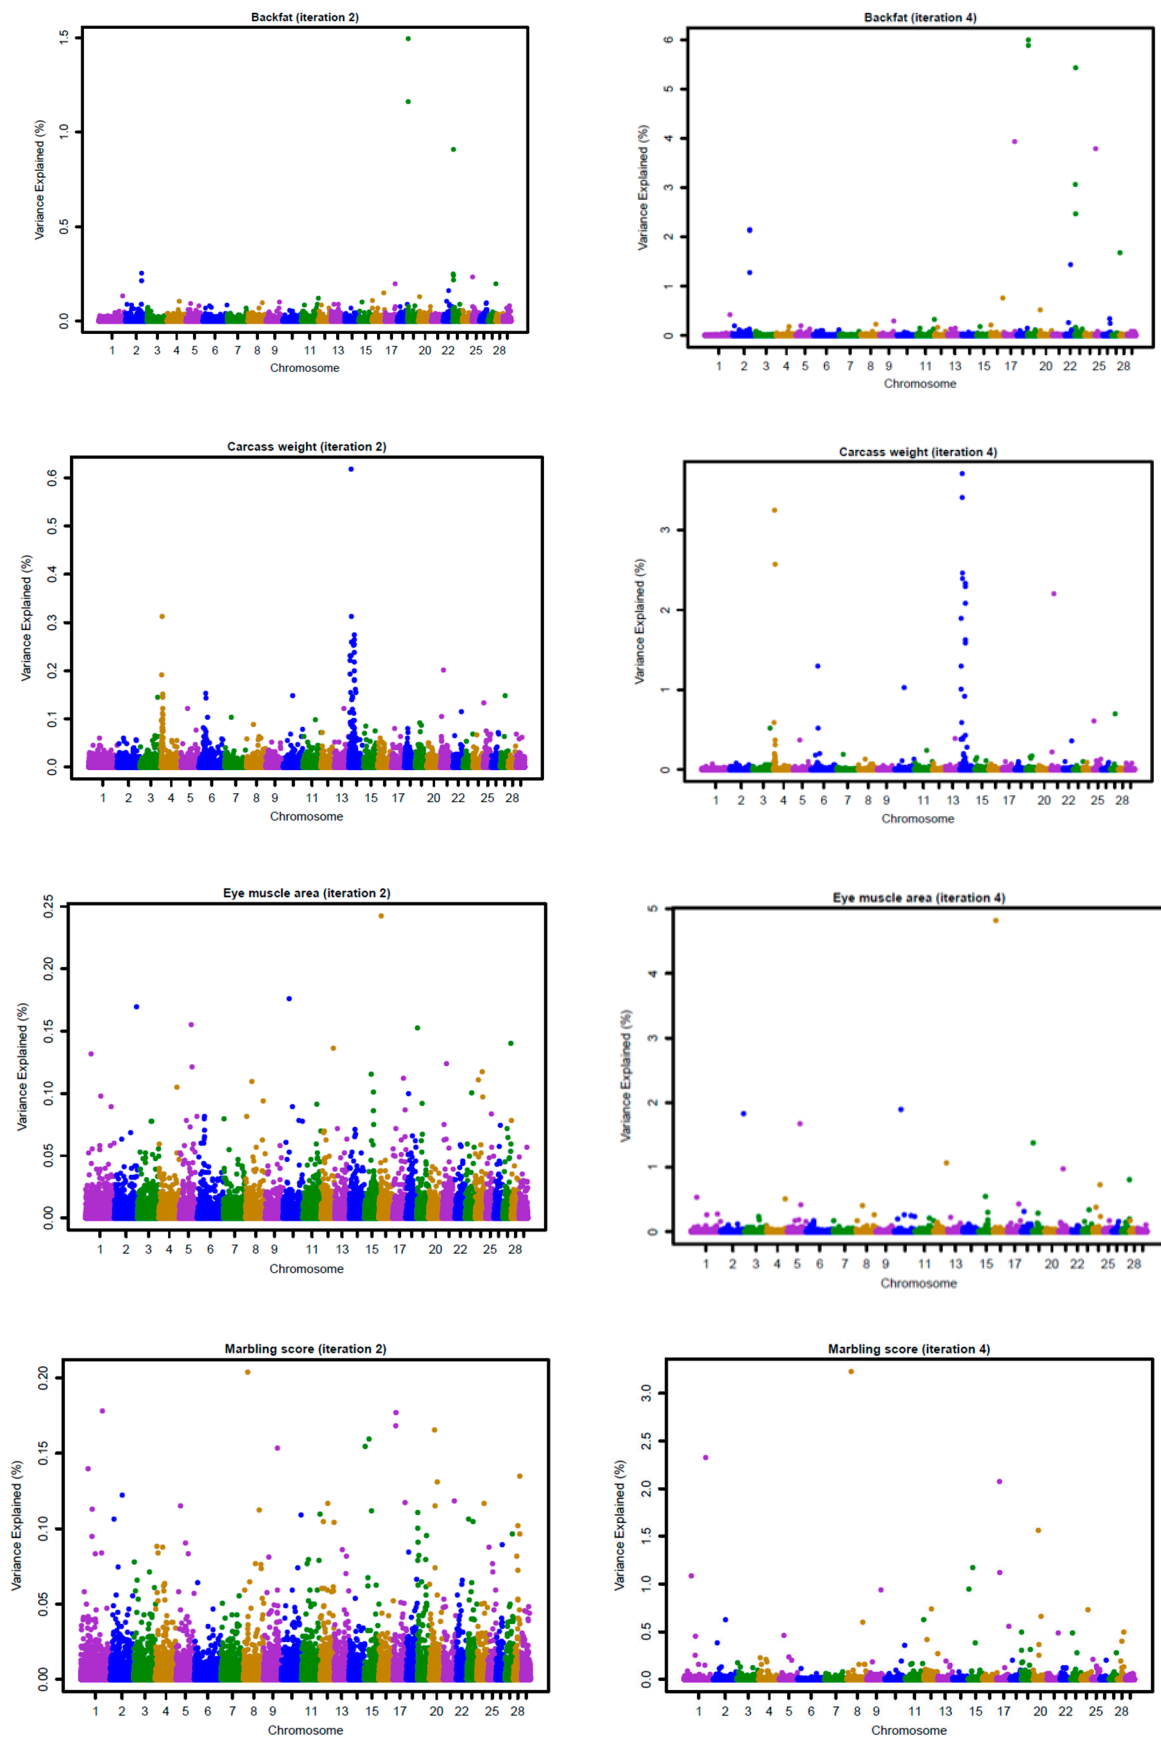 Backfat (iteration 2)
Variance Explained (%)
1.5
1.0
0.5
0.0
1 2 3 4 5 6 7 8 9 11 13 15 17 20 22 25 28
Chromosome
Backfat (iteration 4)
Variance Explained (%)
6
5
4
3
2
1
0
1 2 3 4 5 6 7 8 9 11 13 15 17 20 22 25 28
Chromosome
Carcass weight (iteration 2)
Variance Explained (%)
0.6
0.5
0.4
0.3
0.2
0.1
0.0
1 2 3 4 5 6 7 8 9 11 13 15 17 20 22 25 28
Chromosome
Carcass weight (iteration 4)
Variance Explained (%)
3
2
1
0
1 2 3 4 5 6 7 8 9 11 13 15 17 20 22 25 28
Chromosome
Eye muscle area (iteration 2)
Variance Explained (%)
0.25
0.20
0.15
0.10
0.05
0.00
1 2 3 4 5 6 7 8 9 11 13 15 17 20 22 25 28
Chromosome
Eye muscle area (iteration 4)
Variance Explained (%)
5
4
3
2
1
0
1 2 3 4 5 6 7 8 9 11 13 15 17 20 22 25 28
Chromosome
Marbling score (iteration 2)
Variance Explained (%)
0.20
0.15
0.10
0.05
0.00
1 2 3 4 5 6 7 8 9 11 13 15 17 20 22 25 28
Chromosome
Marbling score (iteration 4)
Variance Explained (%)
3.0
2.5
2.0
1.5
1.0
0.5
0.0
1 2 3 4 5 6 7 8 9 11 13 15 17 20 22 25 28
Chromosome